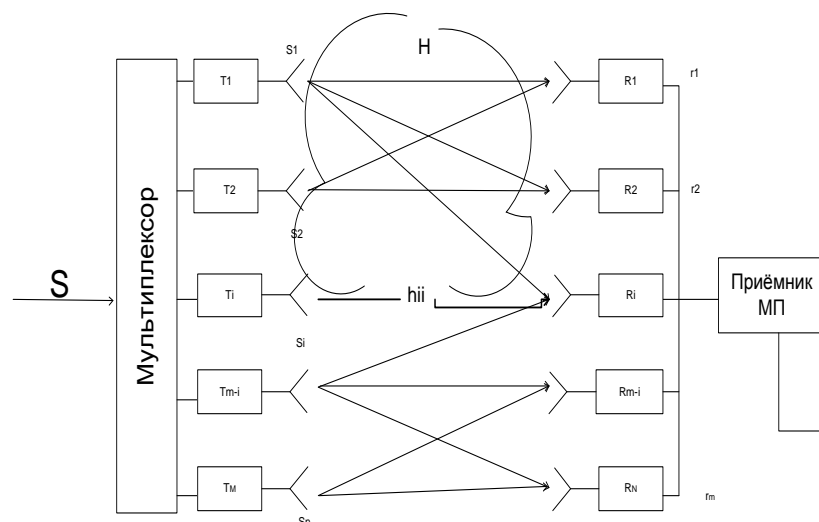 S
Мультиплексор
T1
S1
H
R1
r1
T2
S2
R2
r2
Ti
hii
Ri
Приёмник
МП
Si
Tm-i
Rm-i
TM
RN
rm